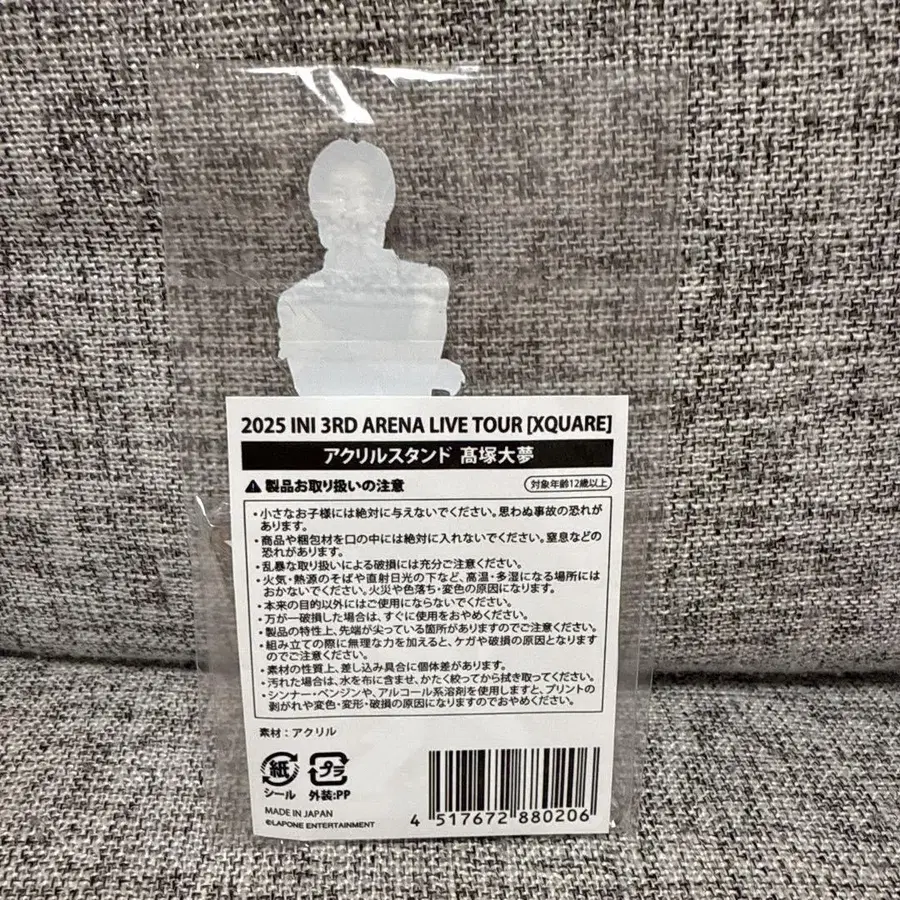 2025 INI 3RD ARENA LIVE TOUR [XQUARE]
アクリルスタンド 髙塚大夢
製品お取り扱いの注意
対象年齢12歳以上
・小さなお子様には絶対に与えないでください。思わぬ事故の恐れが
あります。
・商品や梱包材を口の中には絶対に入れないでください。窒息などの
恐れがあります。
・乱暴な取り扱いによる破損には充分ご注意ください。
・火気・熱源のそばや直射日光の下など、高温・多湿になる場所には
おかないでください。火災や色落ち・変色の原因になります。
・本来の目的以外にはご使用にならないでください。
・万が一破損した場合は、すぐに使用をおやめください。
・製品の特性上、先端が尖っている箇所がありますのでご注意ください。
・組み立ての際に無理な力を加えると、ケガや破損の原因となります
のでご注意ください。
・素材の性質上、差し込み具合に個体差があります。
・汚れた場合は、水を布に含ませ、かたく絞ってから拭き取ってください。
・シンナー・ベンジンや、アルコール系溶剤を使用しますと、プリントの
剥がれや変色・変形・破損の原因になりますのでおやめください。
素材：アクリル
紙 プラ
シール 外装:PP
MADE IN JAPAN
©LAPONE ENTERTAINMENT
4 517672 880206